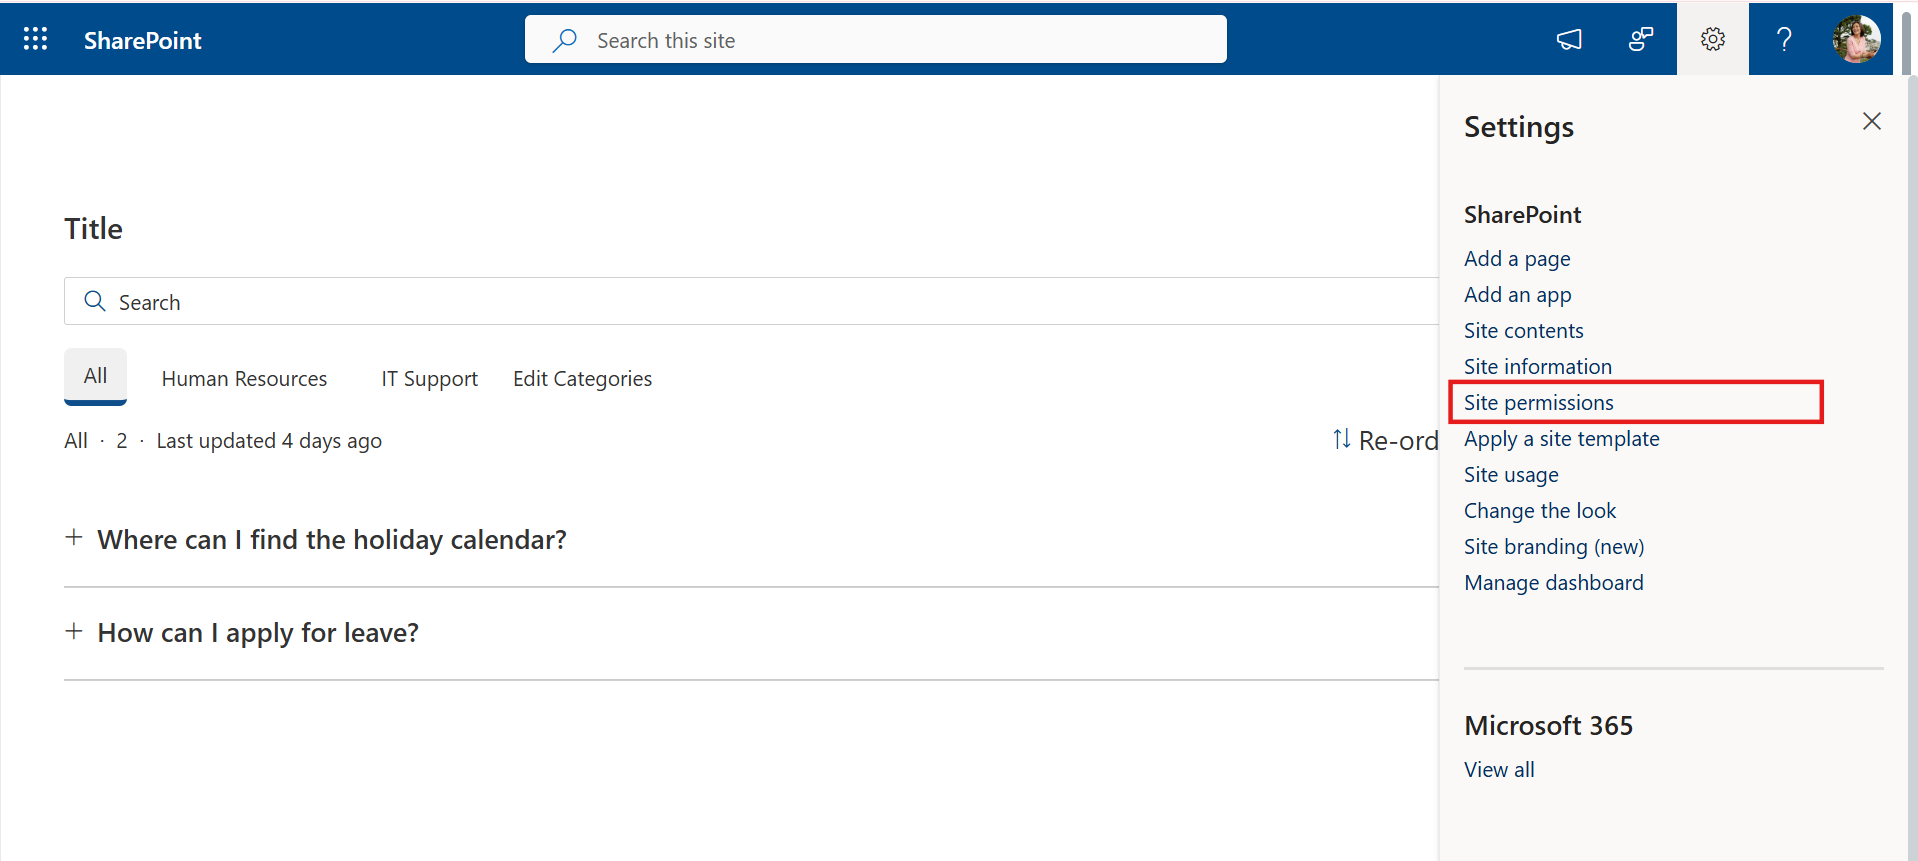 SharePoint
Search this site
Settings
SharePoint
Add a page
Add an app
Site contents
Site information
Site permissions
Apply a site template
Site usage
Change the look
Site branding (new)
Manage dashboard
Microsoft 365
View all
Title
Search
All Human Resources IT Support Edit Categories
All · 2 · Last updated 4 days ago
Re-ord
+ Where can I find the holiday calendar?
+ How can I apply for leave?